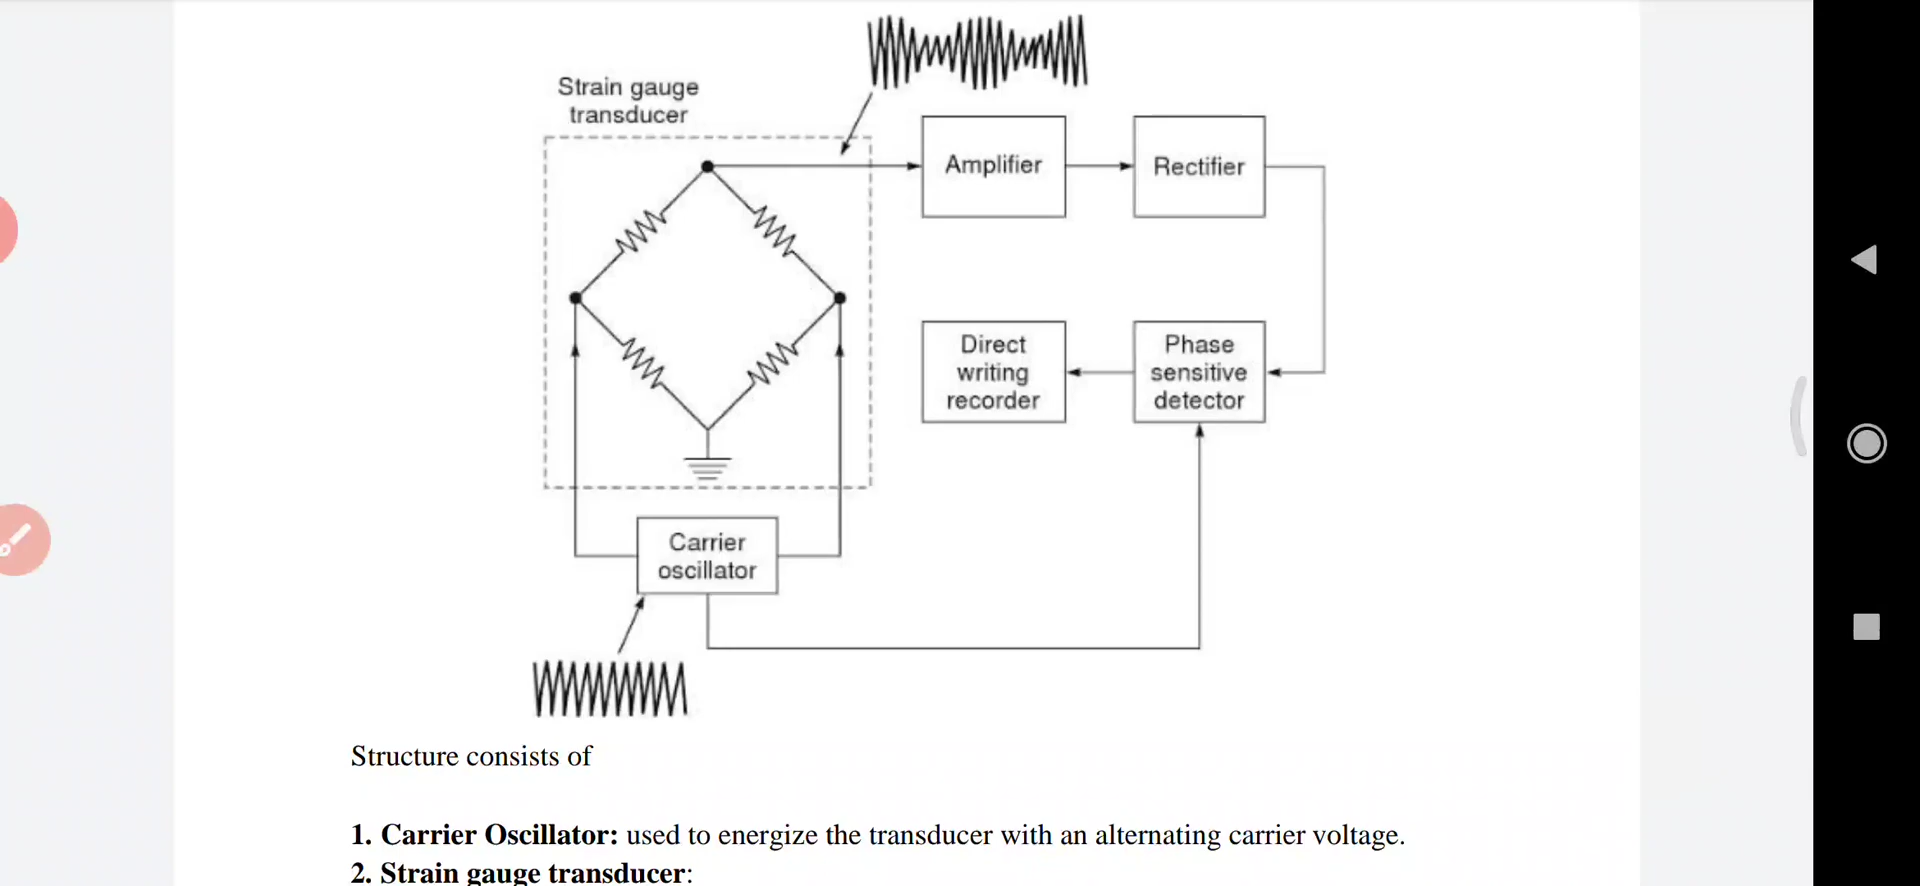 Strain gauge
transducer
Amplifier
Rectifier
Direct
writing
recorder
Phase
sensitive
detector
Carrier
oscillator
Structure consists of
1. Carrier Oscillator: used to energize the transducer with an alternating carrier voltage.
2. Strain gauge transducer: